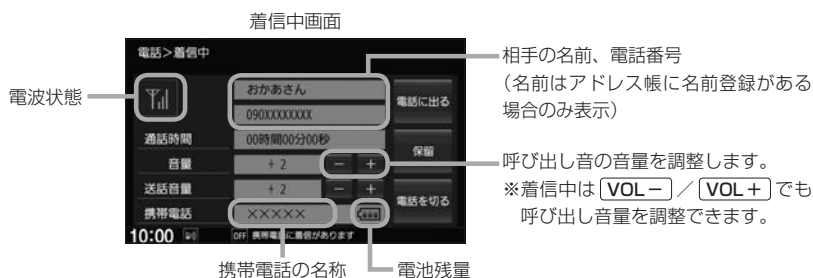 着信中画面
電話>着信中
相手の名前、電話番号
(名前はアドレス帳に名前登録がある
場合のみ表示)
電波状態
おかあさん
090XXXXXXXX
電話に出る
通話時間
00時間00分00秒
保留
音量
+2
− +
呼び出し音の音量を調整します。
※着信中は VOL− / VOL+ でも
呼び出し音量を調整できます。
送話音量
+2
− +
電話を切る
携帯電話
×××××
10:00
OFF 携帯電話に着信があります
携帯電話の名称
電池残量